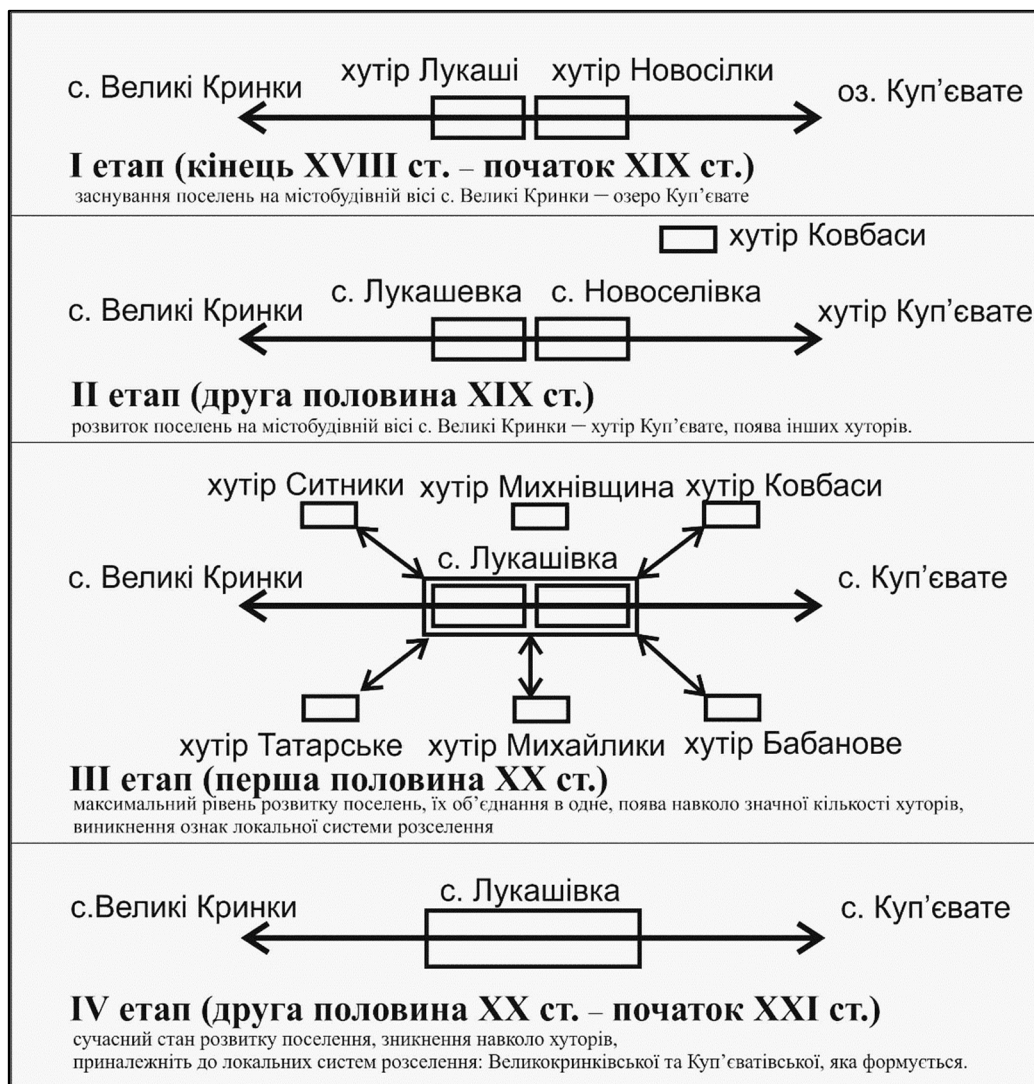 хутір Лукаші хутір Новосілки
с. Великі Кринки оз. Куп’євате
I етап (кінець XVIII ст. – початок XIX ст.)
заснування поселень на містобудівній вісі с. Великі Кринки — озеро Куп’євате
хутір Ковбаси
с. Лукашевка с. Новоселівка
с. Великі Кринки хутір Куп’євате
II етап (друга половина XIX ст.)
розвиток поселень на містобудівній вісі с. Великі Кринки — хутір Куп’євате, поява інших хуторів.
хутір Ситники хутір Михнівщина хутір Ковбаси
с. Лукашівка
с. Великі Кринки с. Куп’євате
хутір Татарське хутір Михайлики хутір Бабанове
III етап (перша половина XX ст.)
максимальний рівень розвитку поселень, їх об’єднання в одне, поява навколо значної кількості хуторів,
виникнення ознак локальної системи розселення
с. Лукашівка
с.Великі Кринки с. Куп’євате
IV етап (друга половина XX ст. – початок XXI ст.)
сучасний стан розвитку поселення, зникнення навколо хуторів,
приналежніть до локальних систем розселення: Великокринківської та Куп’єватівської, яка формується.